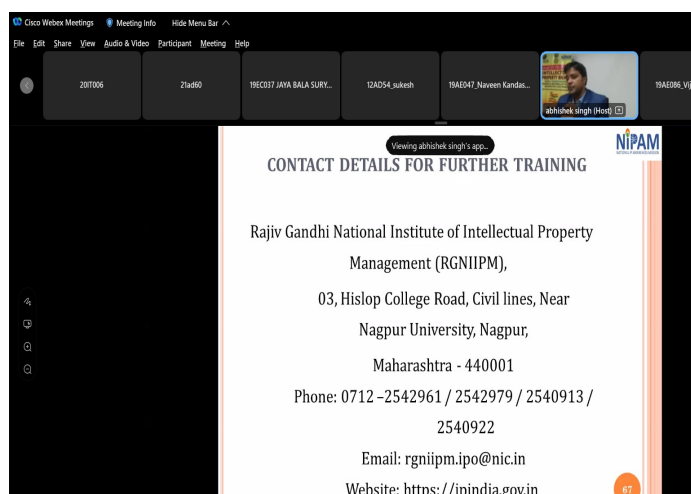 Cisco Webex Meetings Meeting Info Hide Menu Bar
File Edit Share View Audio & Video Participant Meeting Help
20IT006
21ad60
19EC037 JAYA BALA SURY...
12AD54_sukesh
19AE047_Naveen Kandas...
abhishek singh (Host)
19AE086_Vij
Viewing abhishek singh's app...
NiPAM
CONTACT DETAILS FOR FURTHER TRAINING
Rajiv Gandhi National Institute of Intellectual Property
Management (RGNIIPM),
03, Hislop College Road, Civil lines, Near
Nagpur University, Nagpur,
Maharashtra - 440001
Phone: 0712 –2542961 / 2542979 / 2540913 /
2540922
Email: rgniipm.ipo@nic.in
Website: https://ipindia.gov.in
67